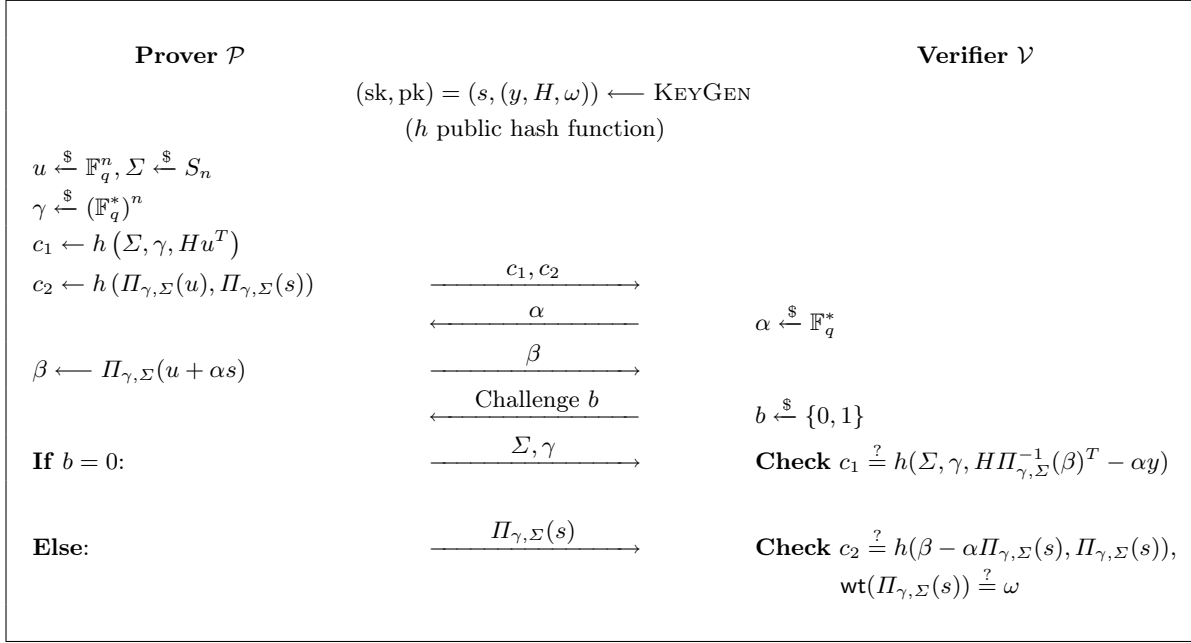 Prover 𝒫 Verifier 𝒱
(sk, pk) = (s, (y, H, ω)) ⟵ KEYGEN
(h public hash function)
u ←$ 𝔽_q^n, Σ ←$ S_n
γ ←$ (𝔽_q^*)^n
c_1 ← h (Σ, γ, Hu^T)
c_2 ← h (Π_{γ,Σ}(u), Π_{γ,Σ}(s)) c_1, c_2 ⟶
α ⟵ α ←$ 𝔽_q^*
β ⟵ Π_{γ,Σ}(u + αs) β ⟶
Challenge b ⟵ b ←$ {0, 1}
If b = 0: Σ, γ ⟶ Check c_1 ≟ h(Σ, γ, HΠ_{γ,Σ}^{-1}(β)^T − αy)
Else: Π_{γ,Σ}(s) ⟶ Check c_2 ≟ h(β − αΠ_{γ,Σ}(s), Π_{γ,Σ}(s)),
wt(Π_{γ,Σ}(s)) ≟ ω